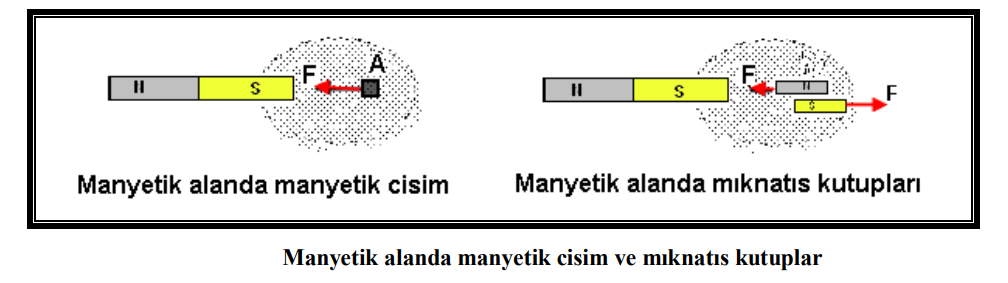 N S F A
N S F N S F
Manyetik alanda manyetik cisim
Manyetik alanda mıknatıs kutupları
Manyetik alanda manyetik cisim ve mıknatıs kutuplar